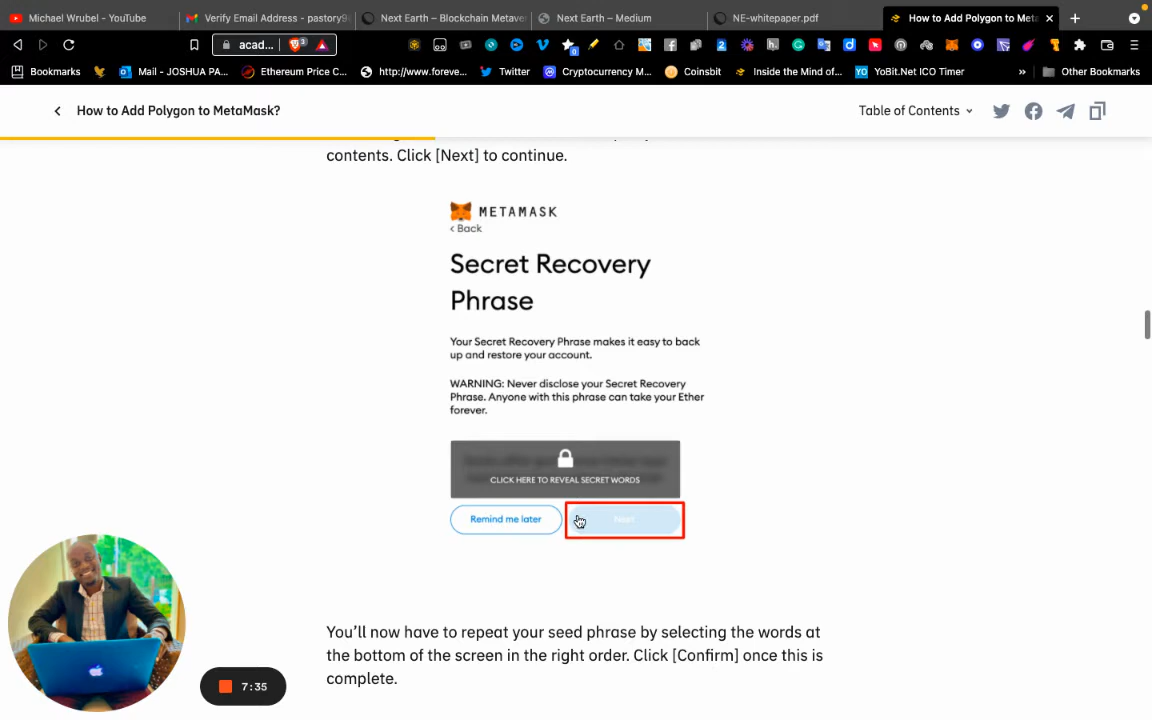 Michael Wrubel - YouTube
Verify Email Address - pastory9
Next Earth – Blockchain Metaver
Next Earth – Medium
NE-whitepaper.pdf
How to Add Polygon to Meta
acad...
3
Bookmarks
Mail - JOSHUA PA...
Ethereum Price C...
http://www.foreve...
Twitter
Cryptocurrency M...
Coinsbit
Inside the Mind of...
YO YoBit.Net ICO Timer
»
Other Bookmarks
How to Add Polygon to MetaMask?
Table of Contents
contents. Click [Next] to continue.
METAMASK
< Back
Secret Recovery
Phrase
Your Secret Recovery Phrase makes it easy to back
up and restore your account.
WARNING: Never disclose your Secret Recovery
Phrase. Anyone with this phrase can take your Ether
forever.
CLICK HERE TO REVEAL SECRET WORDS
Remind me later
Next
You’ll now have to repeat your seed phrase by selecting the words at
the bottom of the screen in the right order. Click [Confirm] once this is
complete.
7:35